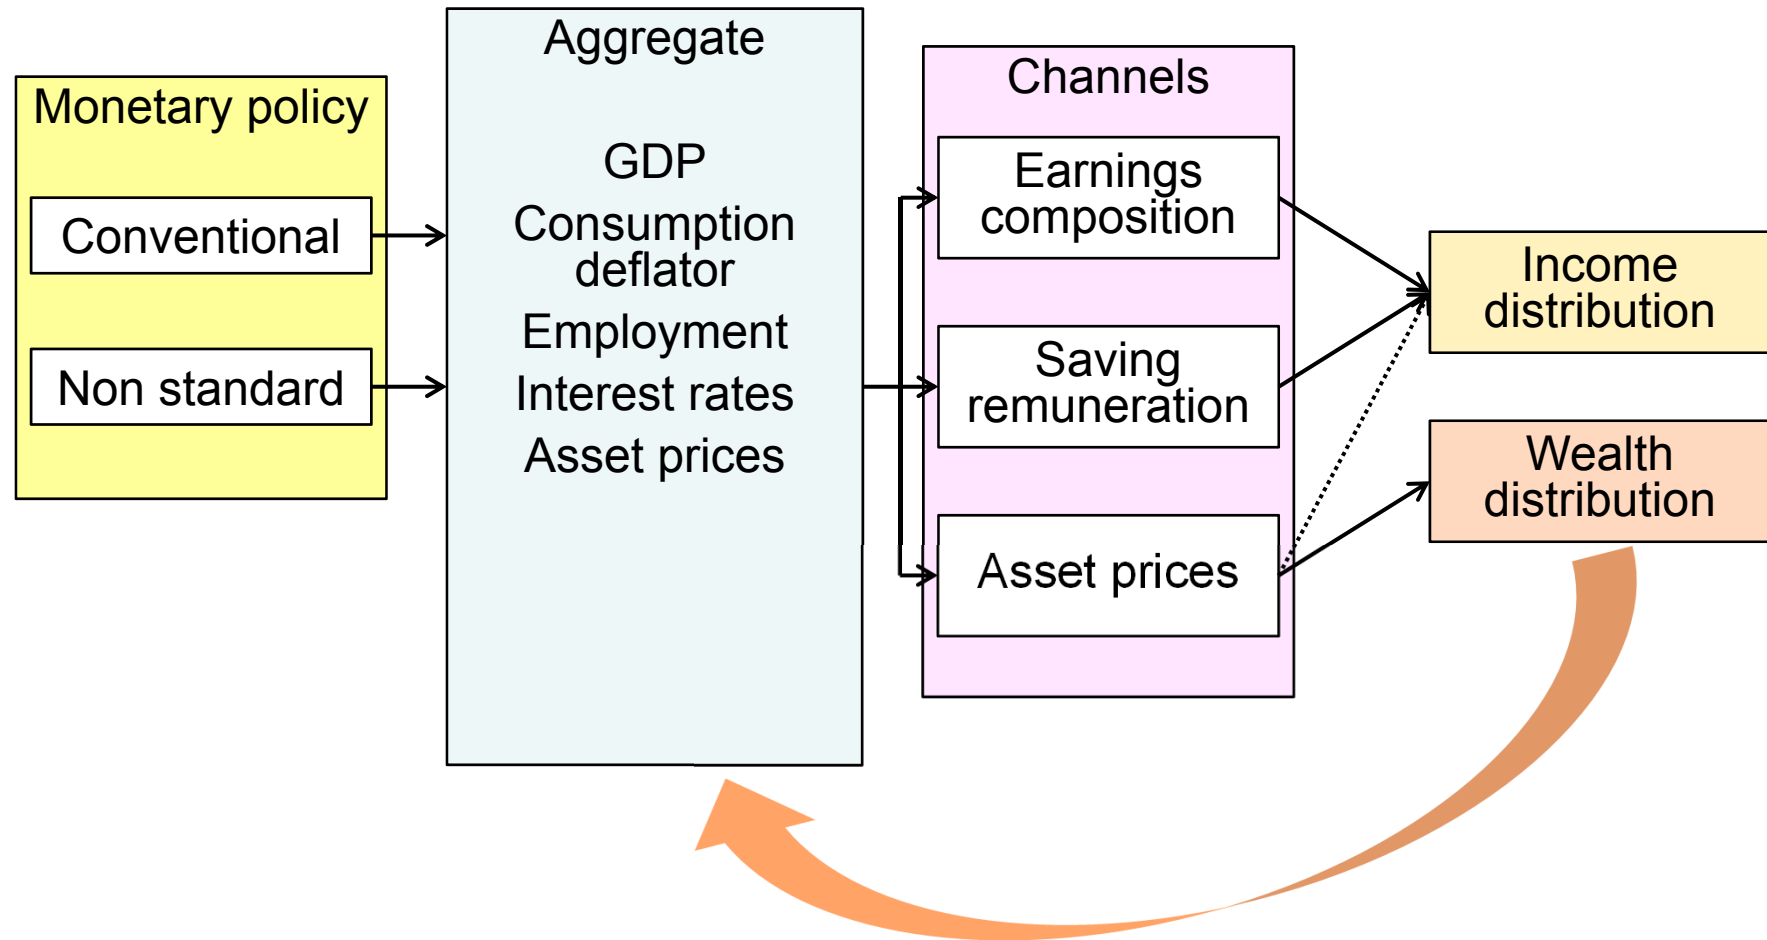 Monetary policy
Conventional
Non standard
Aggregate
GDP
Consumption
deflator
Employment
Interest rates
Asset prices
Channels
Earnings
composition
Saving
remuneration
Asset prices
Income
distribution
Wealth
distribution